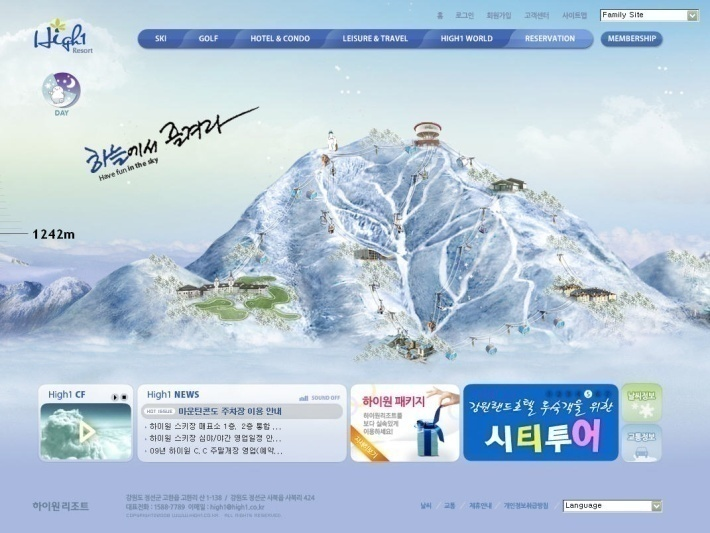 홈 로그인 회원가입 고객센터 사이트맵 Family Site
High1 Resort
SKI GOLF HOTEL & CONDO LEISURE & TRAVEL HIGH1 WORLD RESERVATION MEMBERSHIP
DAY
하늘에서 즐겨라
Have fun in the sky
1242m
High1 CF
High1 NEWS SOUND OFF
HOT ISSUE 마운틴콘도 주차장 이용 안내
· 하이원 스키장 매표소 1층, 2층 통합 ...
· 하이원 스키장 심야/야간 영업일정 안...
· 09년 하이원 C.C 주말개장 영업(예약...
하이원 패키지
하이원리조트를
보다 실속있게
이용하세요!
강원랜드호텔 투숙객을 위한
시티투어
날씨정보
교통정보
하이원리조트
강원도 정선군 고한읍 고한리 산 1-138 / 강원도 정선군 사북읍 사북리 424
대표전화 : 1588-7789 이메일 : high1@high1.co.kr
ALL RIGHTS RESERVED.
날씨 교통 제휴안내 개인정보취급방침 Language